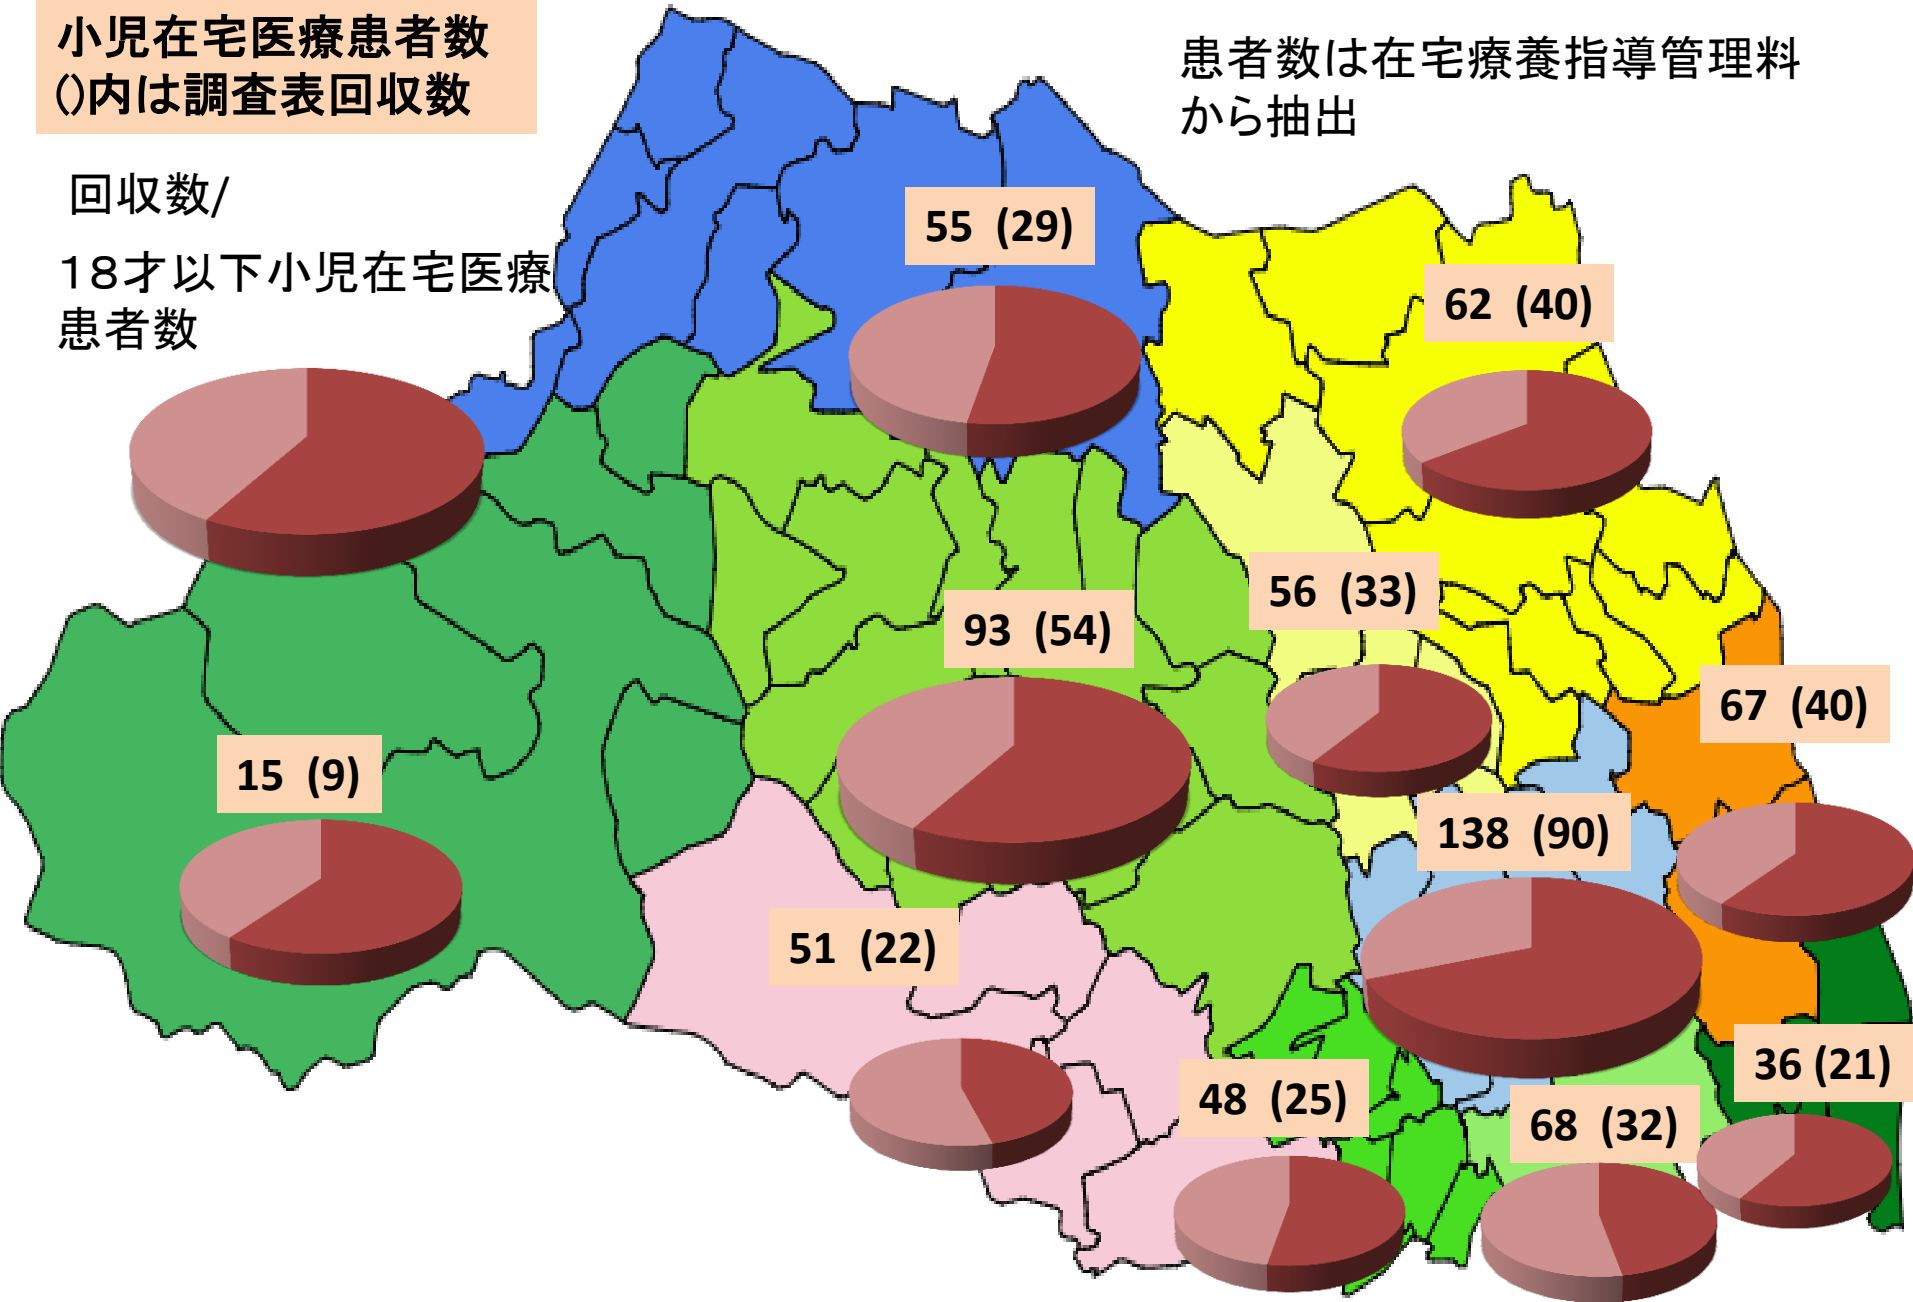 小児在宅医療患者数
()内は調査表回収数
患者数は在宅療養指導管理料
から抽出
回収数/
18才以下小児在宅医療
患者数
55 (29)
62 (40)
56 (33)
93 (54)
67 (40)
15 (9)
138 (90)
51 (22)
36 (21)
48 (25)
68 (32)